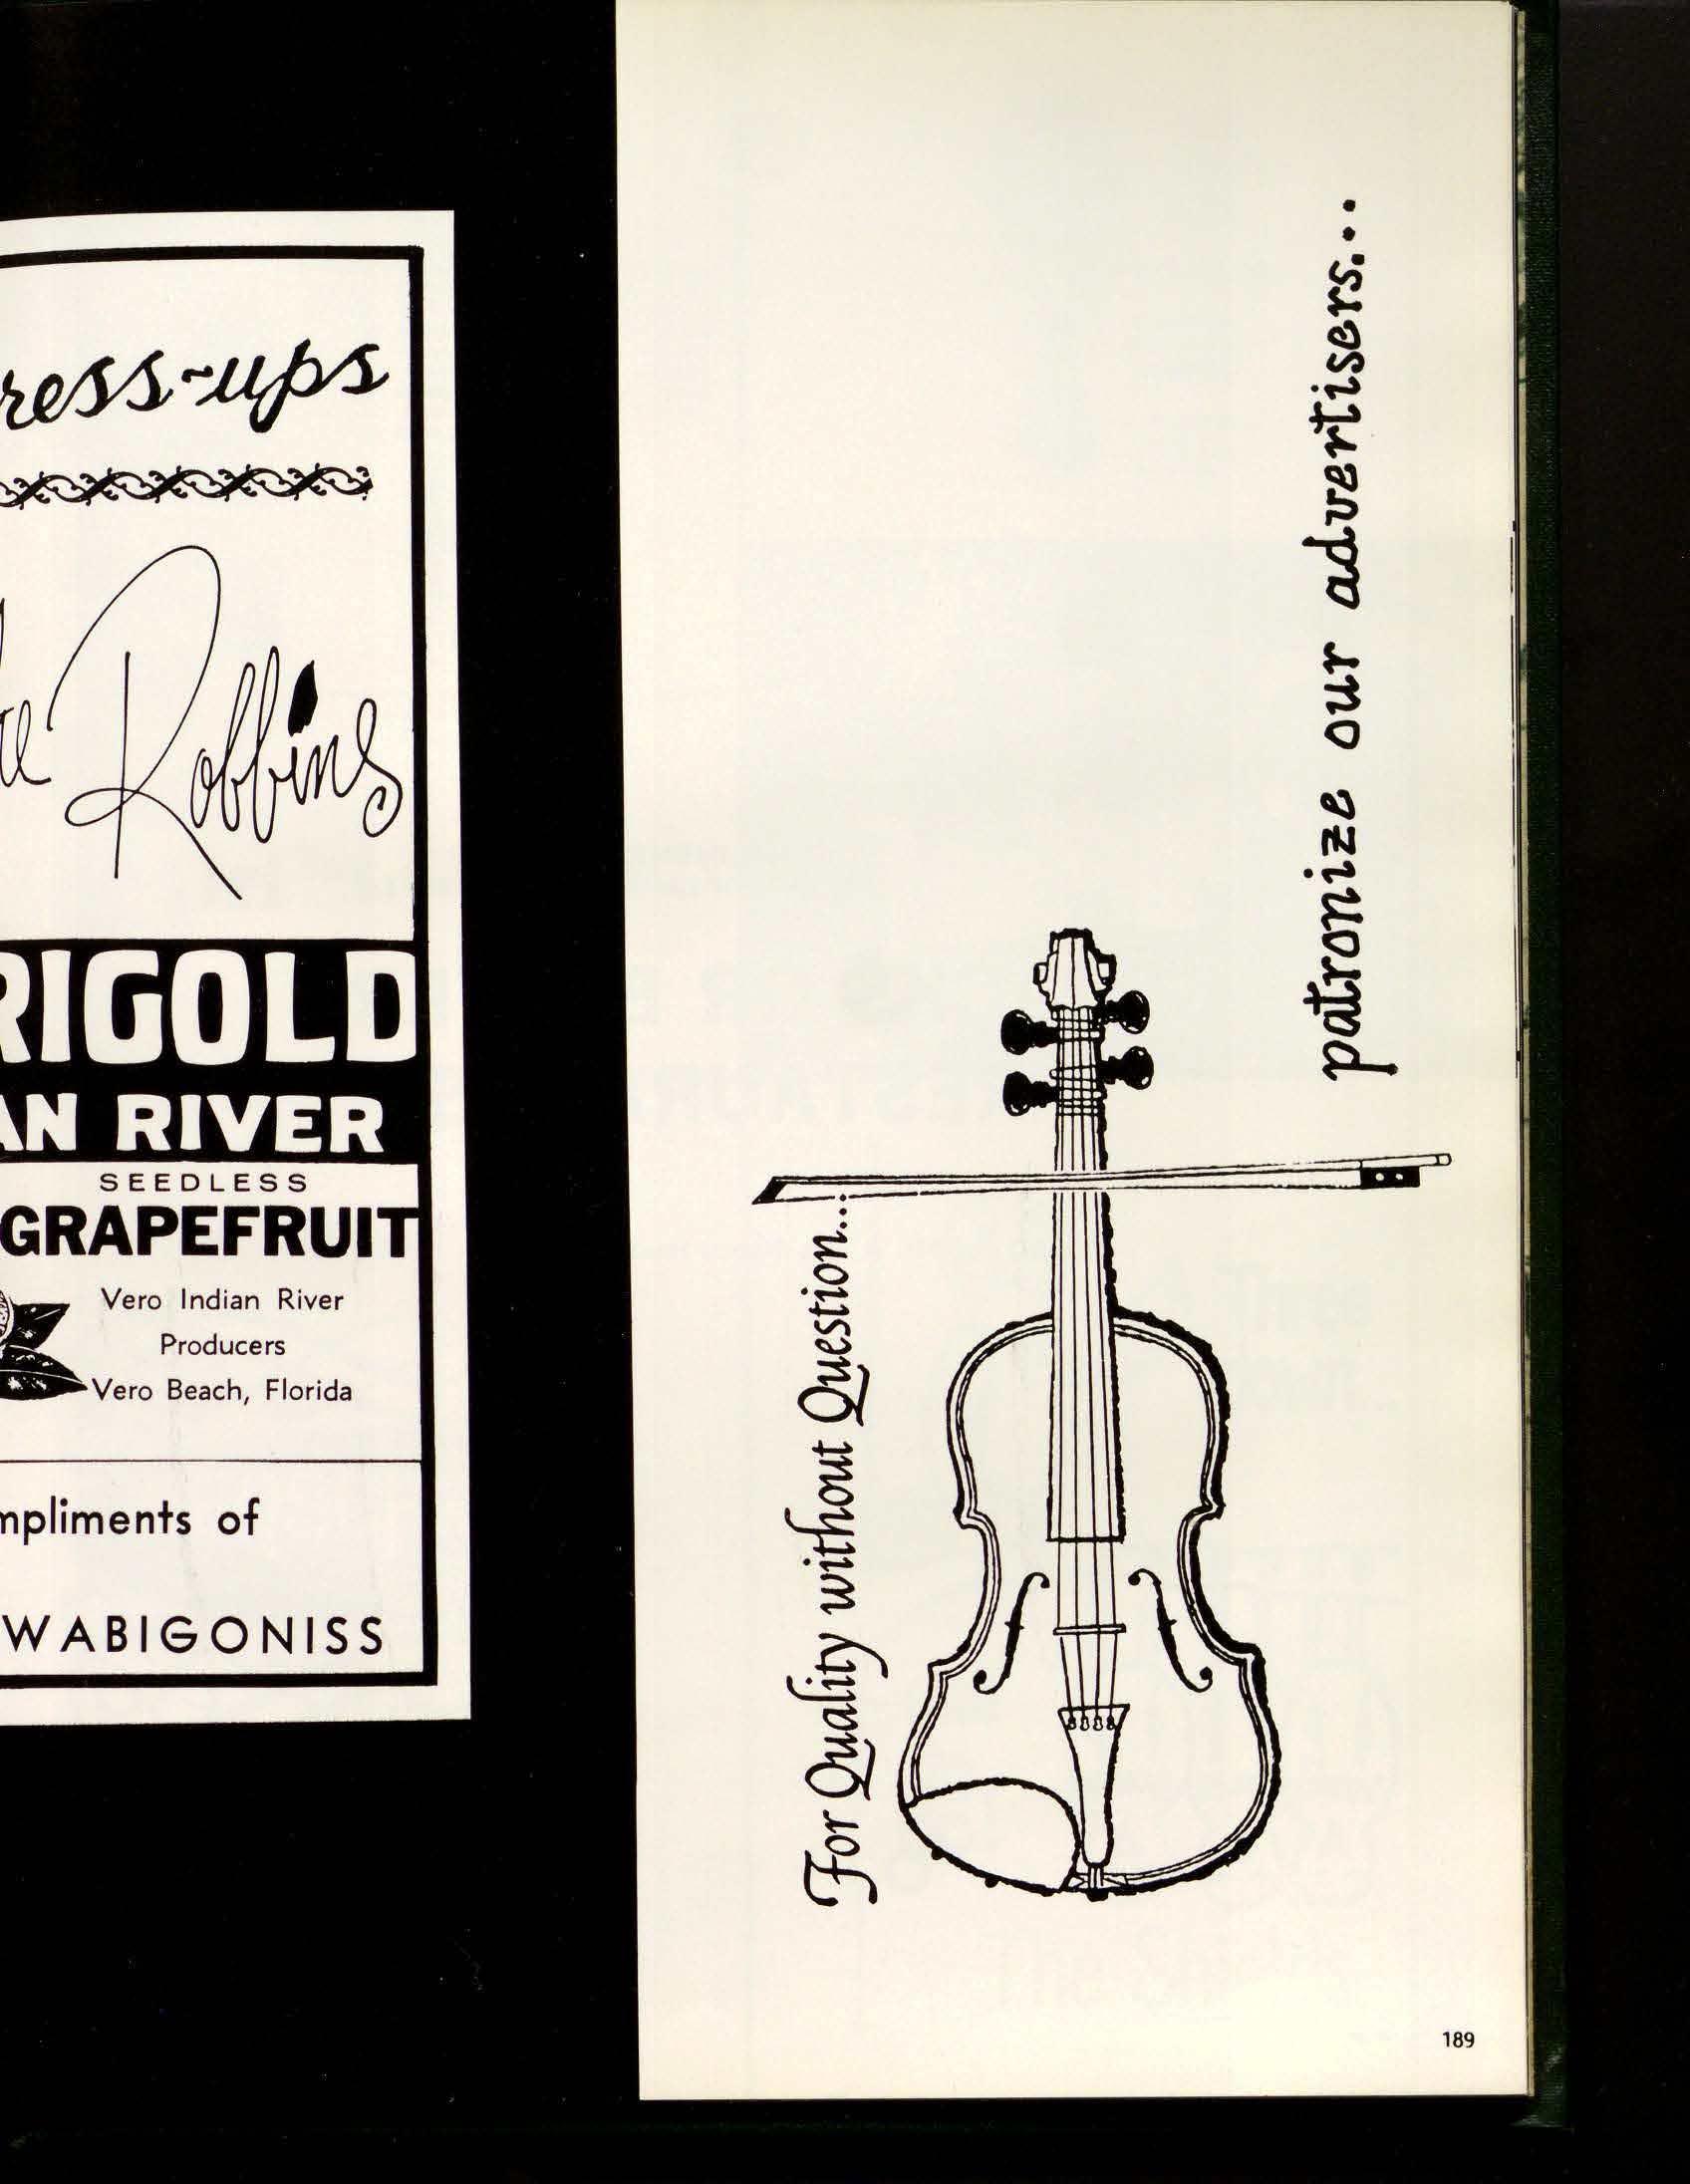 ress-ups
Robbins
RIGOLD
AN RIVER
SEEDLESS
GRAPEFRUIT
Vero Indian River
Producers
Vero Beach, Florida
mpliments of
WABIGONISS
For Quality without Question...
patronize our advertisers...
189